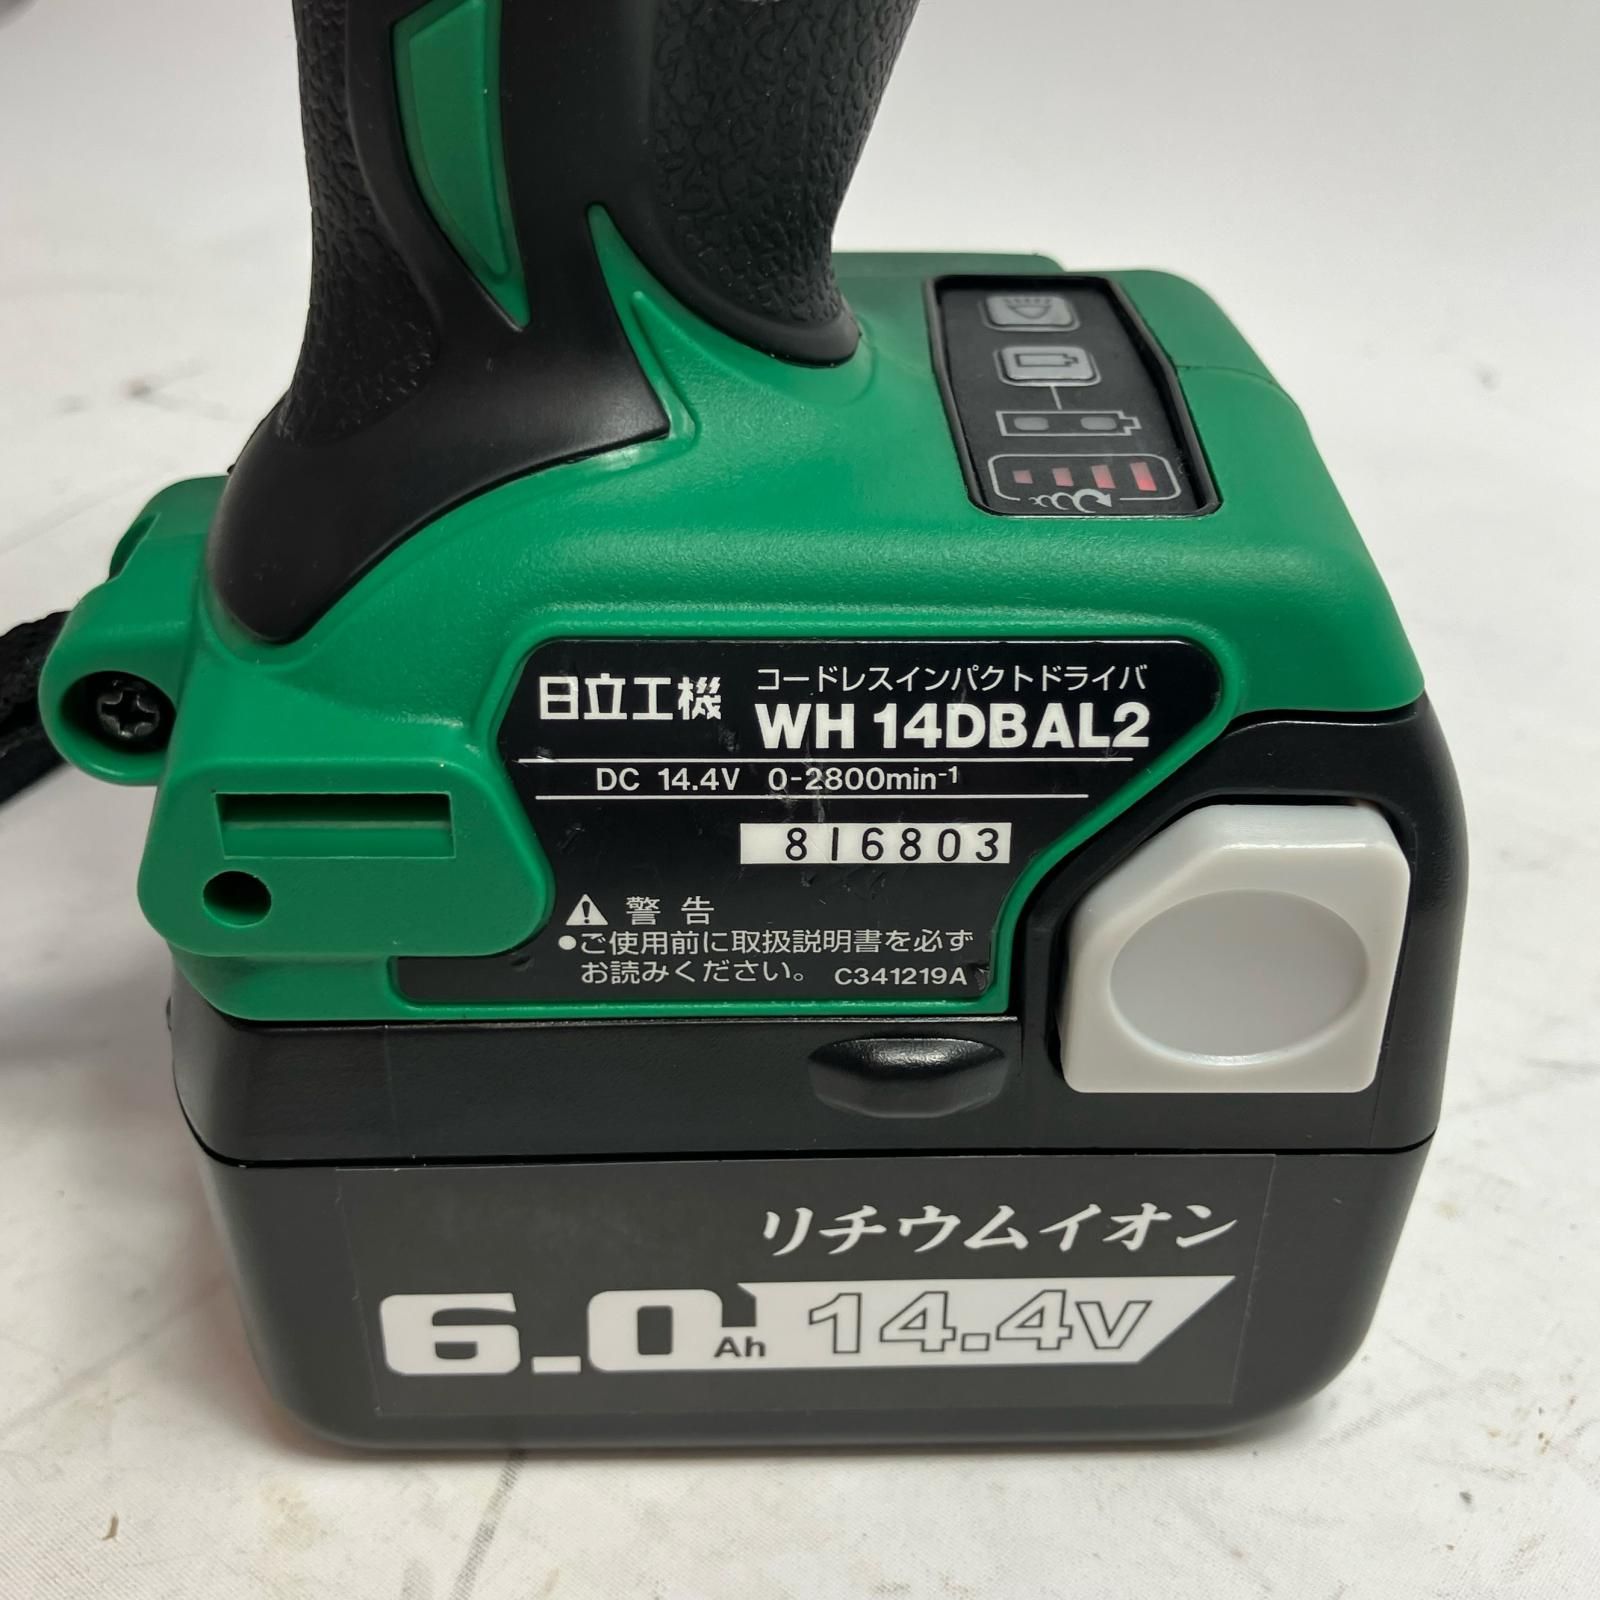 日立工機
コードレスインパクトドライバ
WH 14DBAL2
DC 14.4V 0-2800min-1
816803
警告
●ご使用前に取扱説明書を必ず
お読みください。 C341219A
リチウムイオン
6.0Ah 14.4V